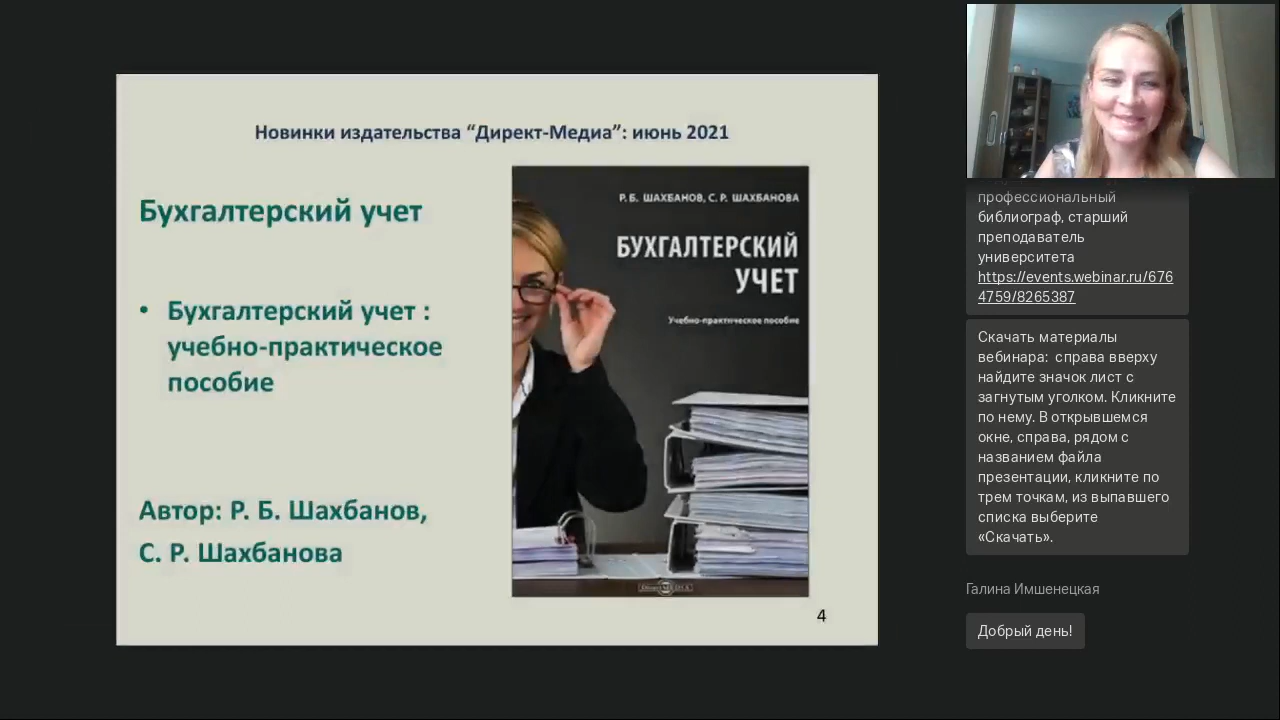 Новинки издательства “Директ-Медиа”: июнь 2021
Бухгалтерский учет
• Бухгалтерский учет :
учебно-практическое
пособие
Автор: Р. Б. Шахбанов,
С. Р. Шахбанова
Р. Б. ШАХБАНОВ, С. Р. ШАХБАНОВА
БУХГАЛТЕРСКИЙ
УЧЕТ
Учебно-практическое пособие
4
профессиональный
библиограф, старший
преподаватель
университета
https://events.webinar.ru/676
4759/8265387
Скачать материалы
вебинара: справа вверху
найдите значок лист с
загнутым уголком. Кликните
по нему. В открывшемся
окне, справа, рядом с
названием файла
презентации, кликните по
трем точкам, из выпавшего
списка выберите
«Скачать».
Галина Имшенецкая
Добрый день!